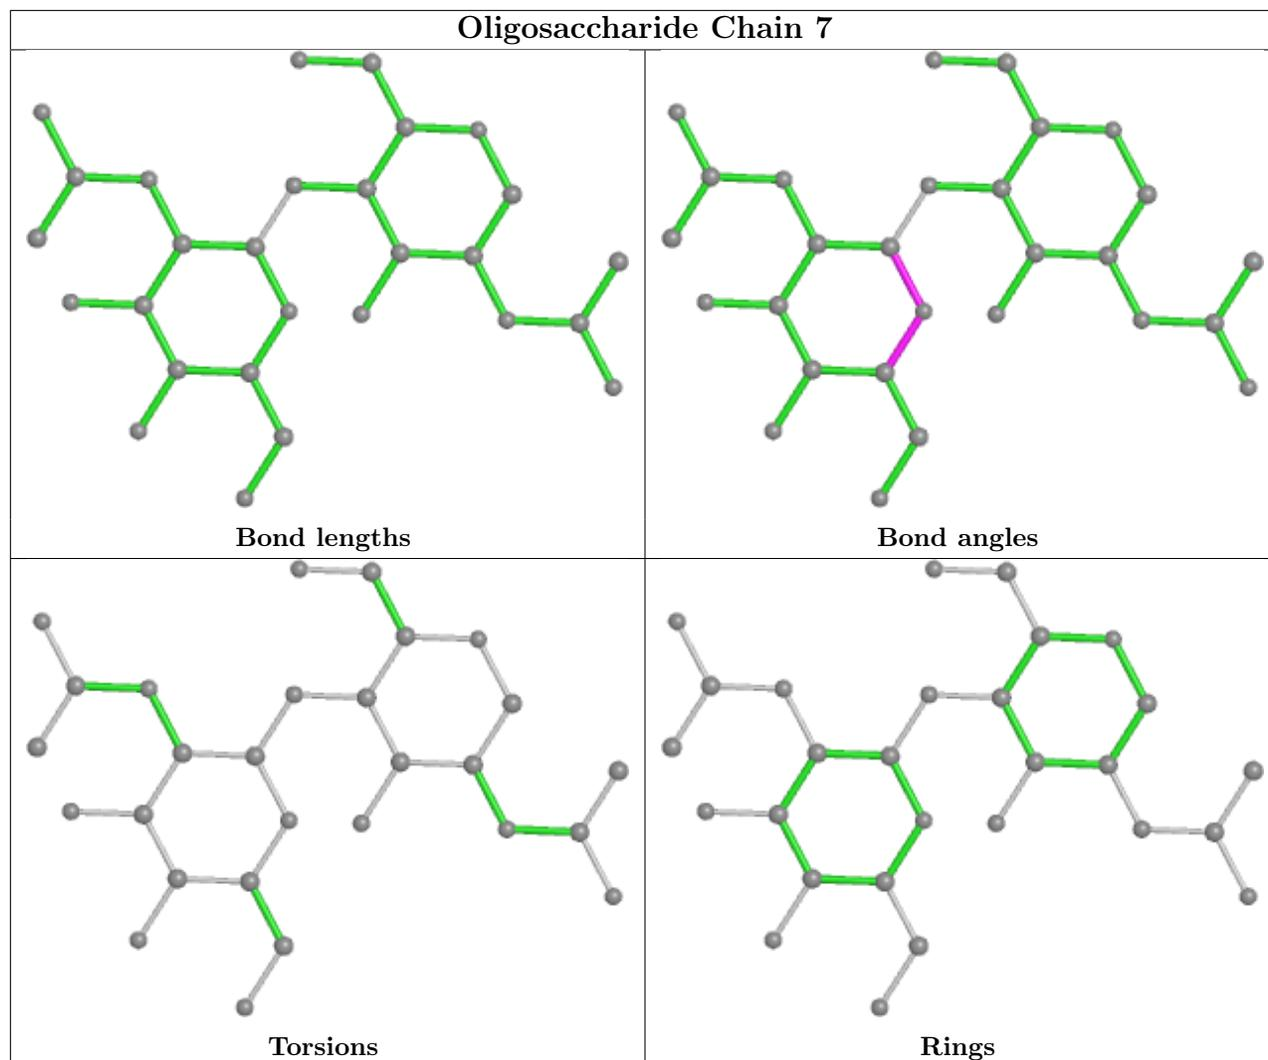 Oligosaccharide Chain 7
Bond lengths
Bond angles
Torsions
Rings